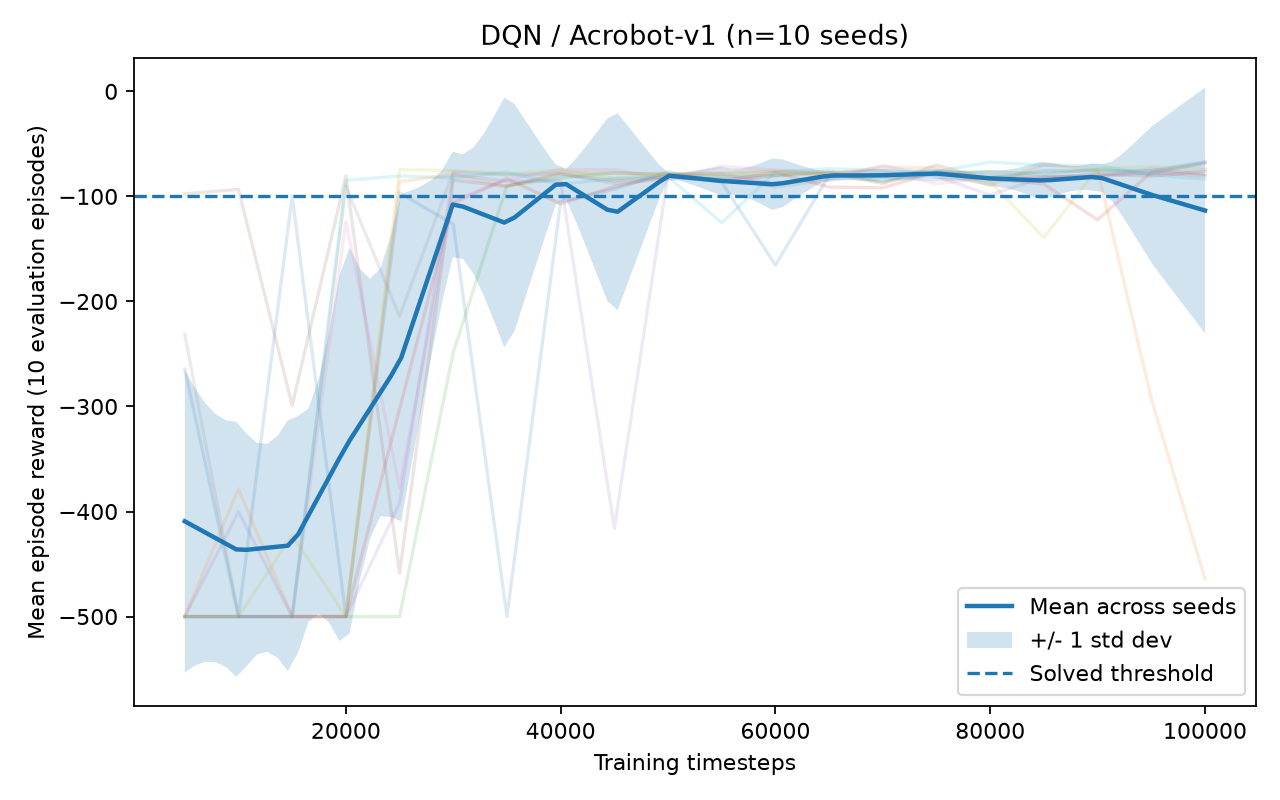 DQN / Acrobot-v1 (n=10 seeds)
Mean episode reward (10 evaluation episodes)
0
−100
−200
−300
−400
−500
Mean across seeds
+/- 1 std dev
Solved threshold
20000 40000 60000 80000 100000
Training timesteps